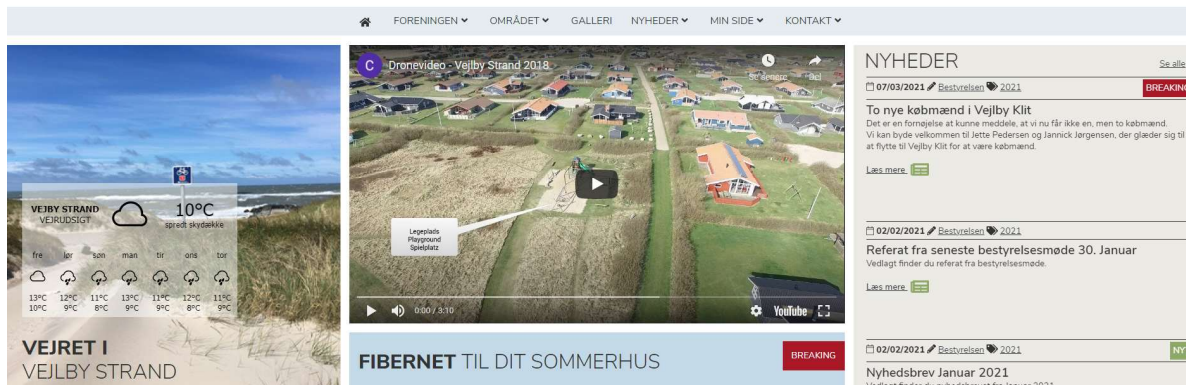 FORENINGEN OMRÅDET GALLERI NYHEDER MIN SIDE KONTAKT
VEJBY STRAND
VEJRUDSIGT
10°C
spredt skydække
fre lør søn man tir ons tor
13°C 12°C 11°C 13°C 11°C 12°C 11°C
10°C 9°C 8°C 9°C 9°C 8°C 9°C
VEJRET I
VEJLBY STRAND
C Dronevideo - Vejlby Strand 2018
Se senere Del
Legeplads
Playground
Spielplatz
0:00 / 3:10 YouTube
FIBERNET TIL DIT SOMMERHUS BREAKING
NYHEDER Se alle
07/03/2021 Bestyrelsen 2021 BREAKING
To nye købmænd i Vejlby Klit
Det er en fornøjelse at kunne meddele, at vi nu får ikke en, men to købmænd.
Vi kan byde velkommen til Jette Pedersen og Jannick Jørgensen, der glæder sig til
at flytte til Vejlby Klit for at være købmænd.
Læs mere
02/02/2021 Bestyrelsen 2021
Referat fra seneste bestyrelsesmøde 30. Januar
Vedlagt finder du referat fra bestyrelsesmøde.
Læs mere
02/02/2021 Bestyrelsen 2021 NY
Nyhedsbrev Januar 2021